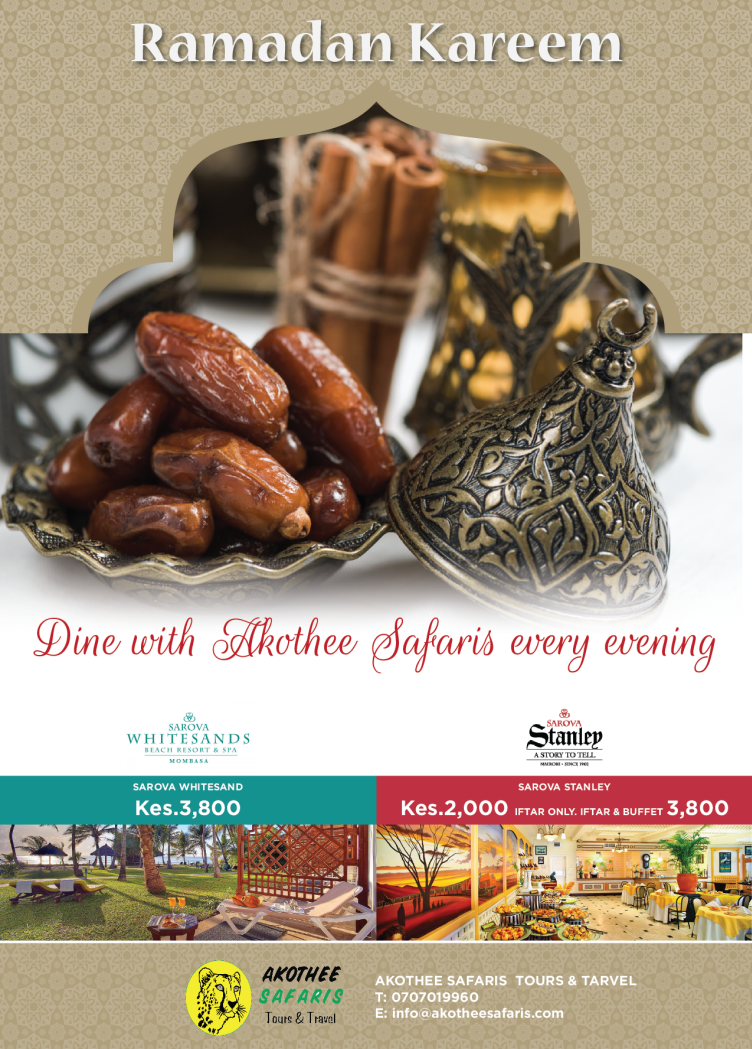 Ramadan Kareem
Dine with Akothee Safaris every evening
SAROVA
WHITESANDS
BEACH RESORT & SPA
MOMBASA
SAROVA
Stanley
A STORY TO TELL
NAIROBI · SINCE 1902
SAROVA WHITESAND
Kes.3,800
SAROVA STANLEY
Kes.2,000 IFTAR ONLY. IFTAR & BUFFET 3,800
AKOTHEE
SAFARIS
Tours & Travel
AKOTHEE SAFARIS TOURS & TARVEL
T: 0707019960
E: info@akotheesafaris.com